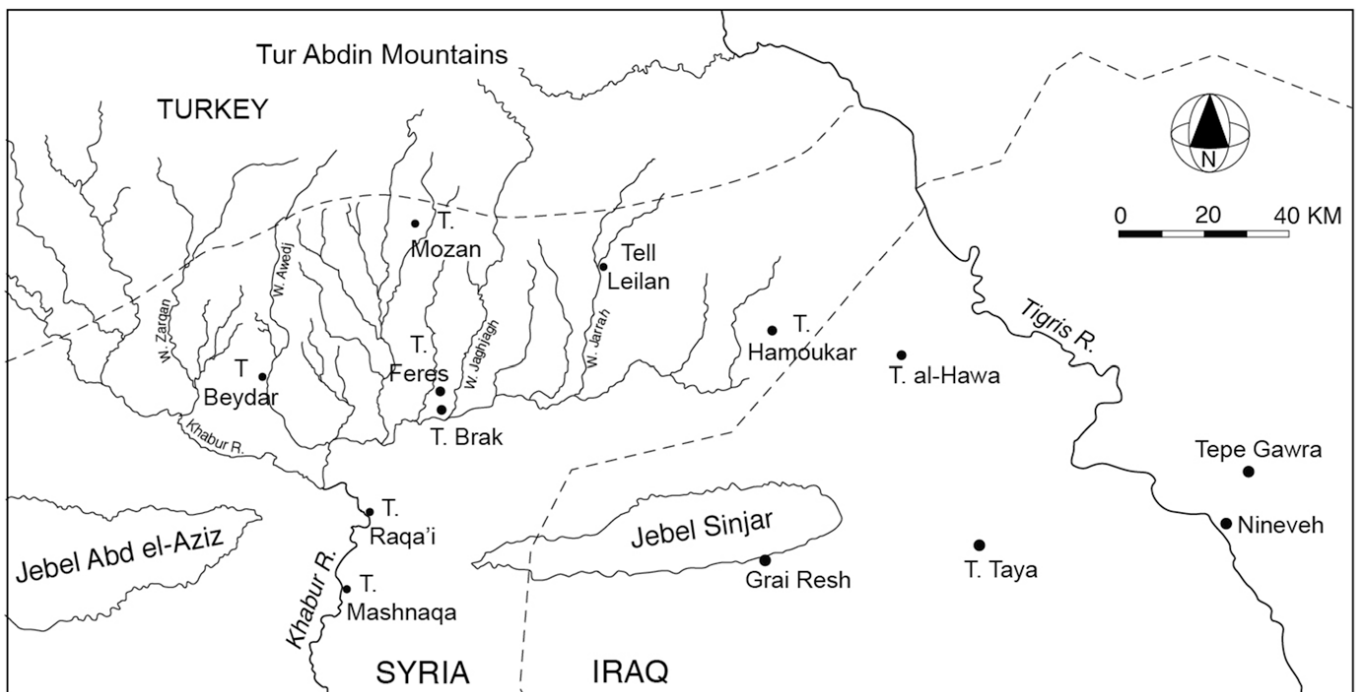 Tur Abdin Mountains
TURKEY
N
0 20 40 KM
T.
Mozan
W. Awedj
Tell
Leilan
W. Zarqan
T.
Feres
W. Jaghjagh
W. Jarrah
T.
Hamoukar
Tigris R.
T. al-Hawa
T
Beydar
T. Brak
Khabur R.
Tepe Gawra
Nineveh
Jebel Abd el-Aziz
T.
Raqa’i
Jebel Sinjar
Grai Resh
T. Taya
T.
Mashnaqa
Khabur R.
SYRIA
IRAQ